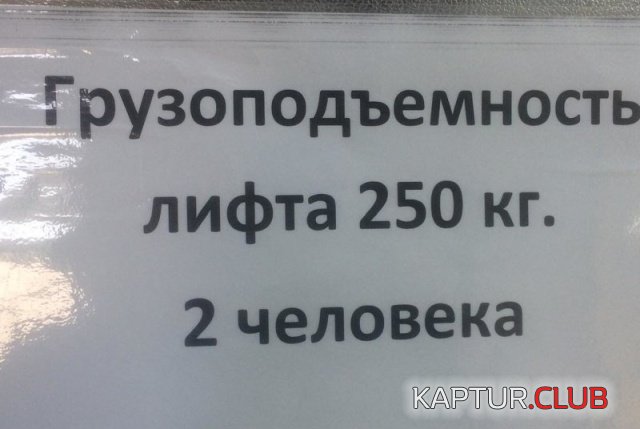 Грузоподъемность
лифта 250 кг.
2 человека
KAPTUR.CLUB